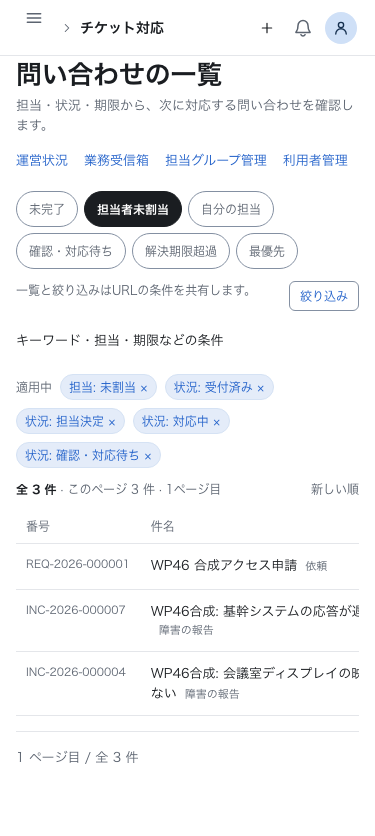 チケット対応
問い合わせの一覧
担当・状況・期限から、次に対応する問い合わせを確認し
ます。
運営状況 業務受信箱 担当グループ管理 利用者管理
未完了 担当者未割当 自分の担当
確認・対応待ち 解決期限超過 最優先
一覧と絞り込みはURLの条件を共有します。 絞り込み
キーワード・担当・期限などの条件
適用中 担当: 未割当 × 状況: 受付済み ×
状況: 担当決定 × 状況: 対応中 ×
状況: 確認・対応待ち ×
全 3 件 · このページ 3 件 · 1ページ目 新しい順
番号 件名
REQ-2026-000001 WP46 合成アクセス申請 依頼
INC-2026-000007 WP46合成: 基幹システムの応答が
障害の報告
INC-2026-000004 WP46合成: 会議室ディスプレイの
ない 障害の報告
1 ページ目 / 全 3 件